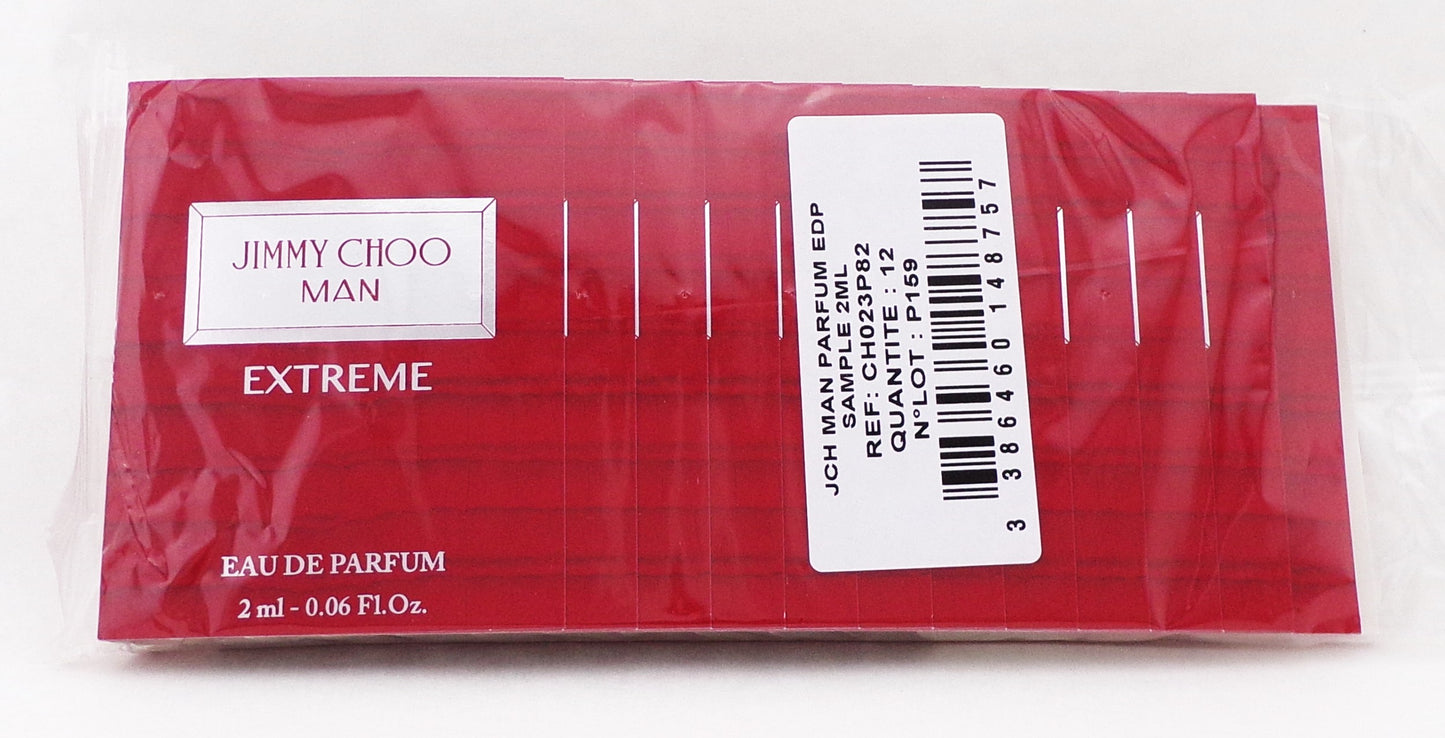 JIMMY CHOO
MAN
EXTREME
EAU DE PARFUM
2 ml - 0.06 Fl.Oz.
JCH MAN PARFUM EDP
SAMPLE 2ML
REF: CH023P82
QUANTITE : 12
N°LOT : P159
3 386460 148757